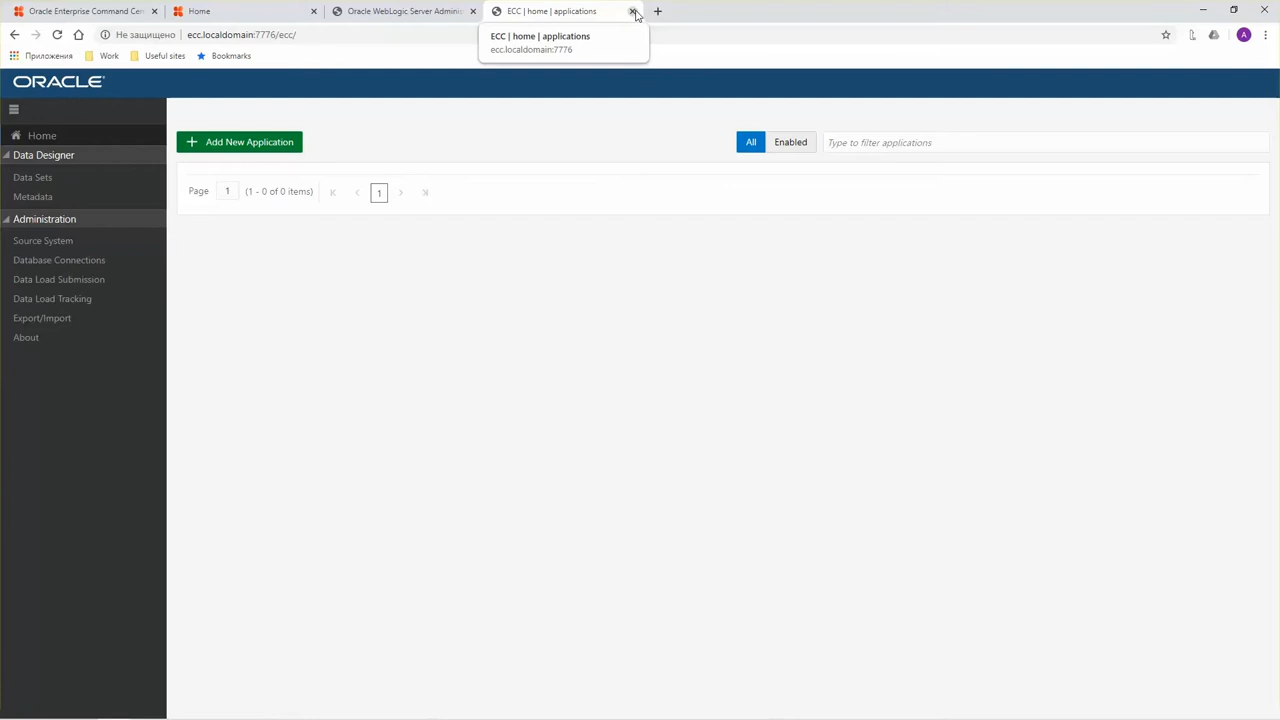 Oracle Enterprise Command Cen
Home
Oracle WebLogic Server Adminis
ECC | home | applications
Не защищено
ecc.localdomain:7776/ecc/
ECC | home | applications
ecc.localdomain:7776
A
Приложения
Work
Useful sites
Bookmarks
ORACLE
Home
Data Designer
Data Sets
Metadata
Administration
Source System
Database Connections
Data Load Submission
Data Load Tracking
Export/Import
About
Add New Application
All
Enabled
Type to filter applications
Page 1 (1 - 0 of 0 items) 1